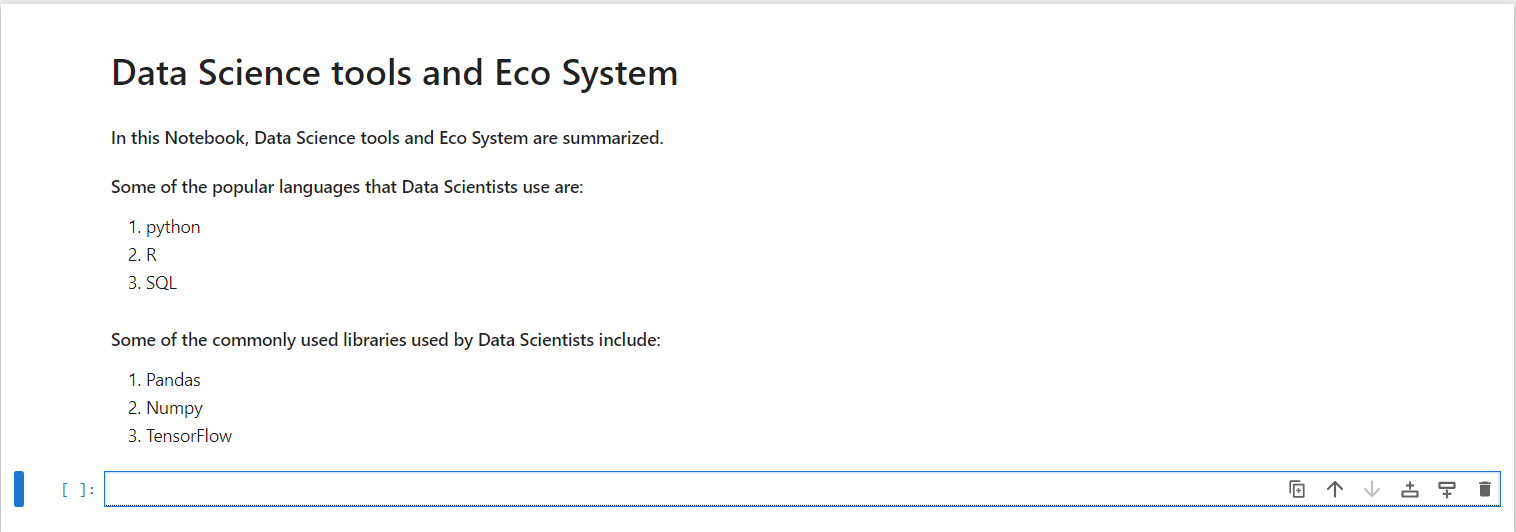 Data Science tools and Eco System
In this Notebook, Data Science tools and Eco System are summarized.
Some of the popular languages that Data Scientists use are:
1. python
2. R
3. SQL
Some of the commonly used libraries used by Data Scientists include:
1. Pandas
2. Numpy
3. TensorFlow
[ ]: